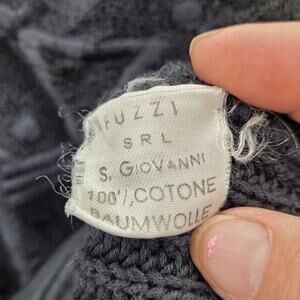 FUZZI
SRL
S. GIOVANNI
100%COTONE
BAUMWOLLE